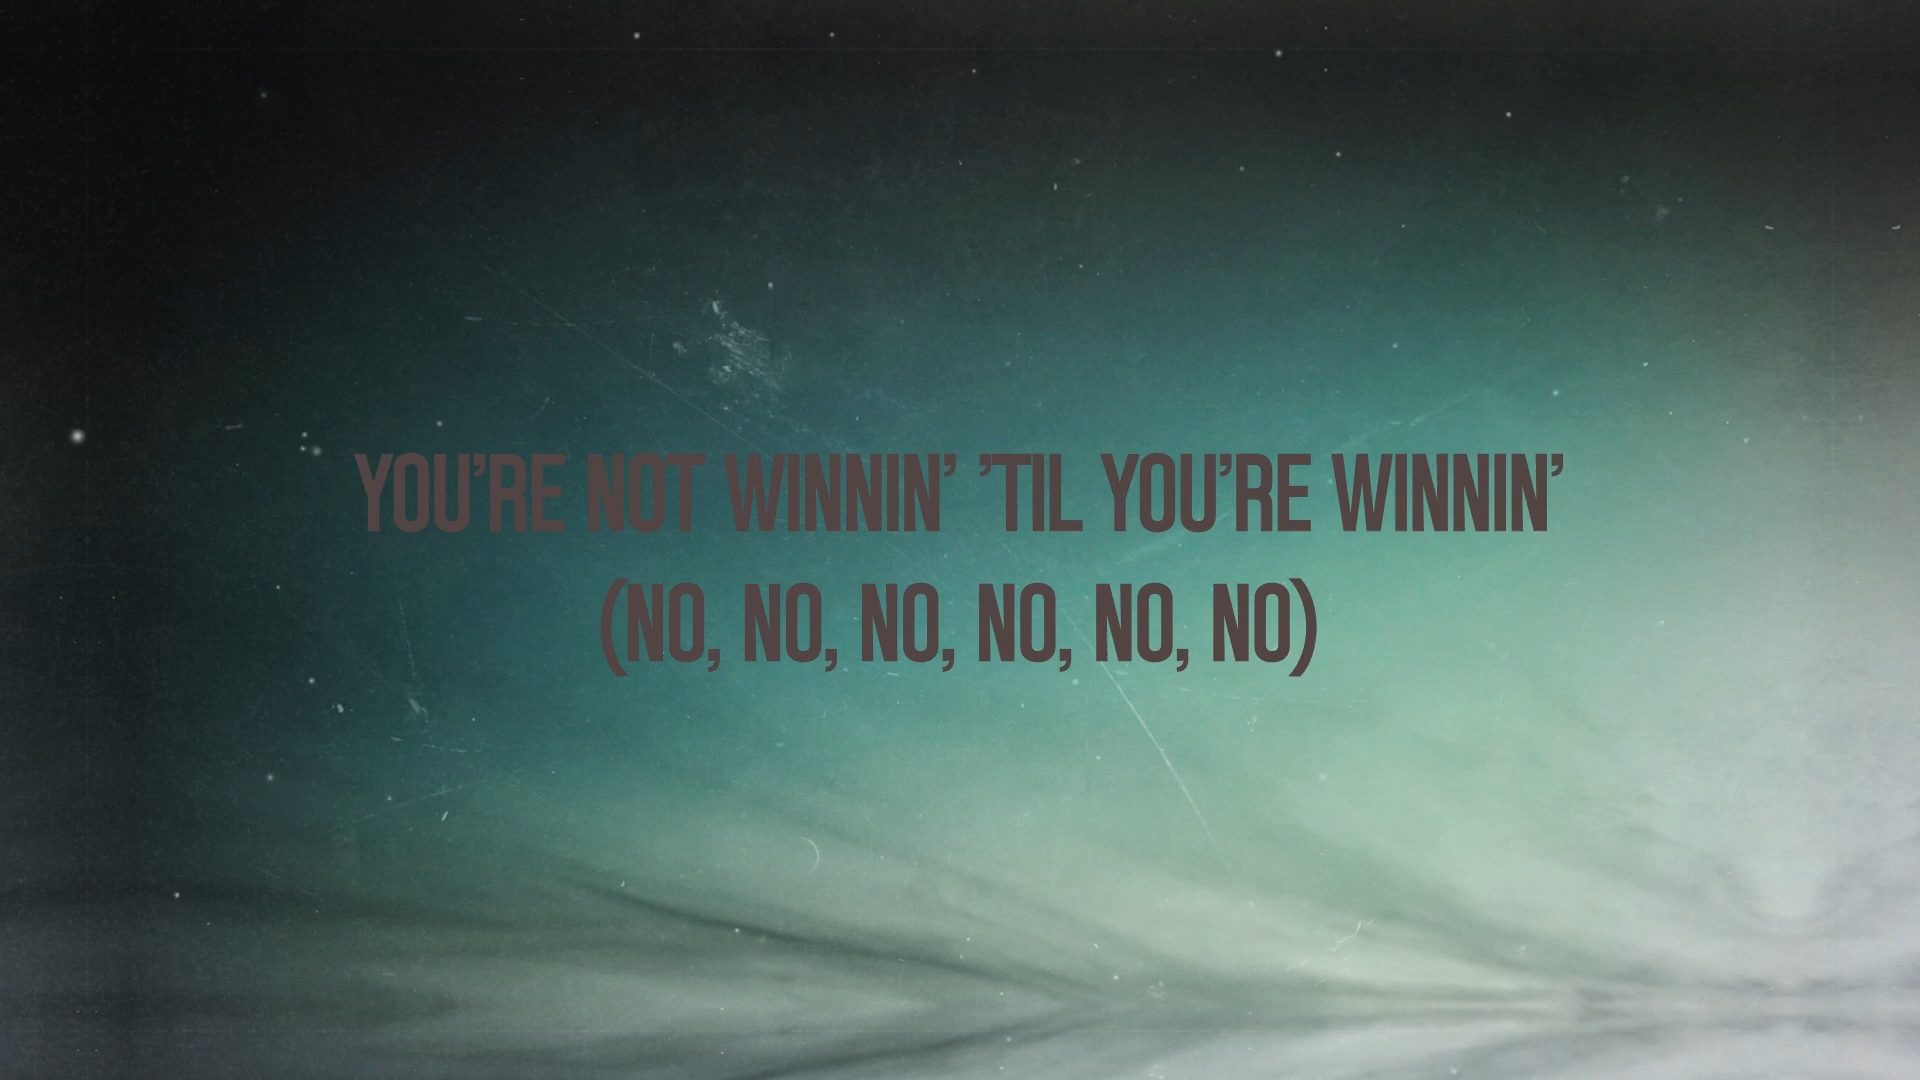 YOU’RE NOT WINNIN’ ’TIL YOU’RE WINNIN’
(NO, NO, NO, NO, NO, NO)